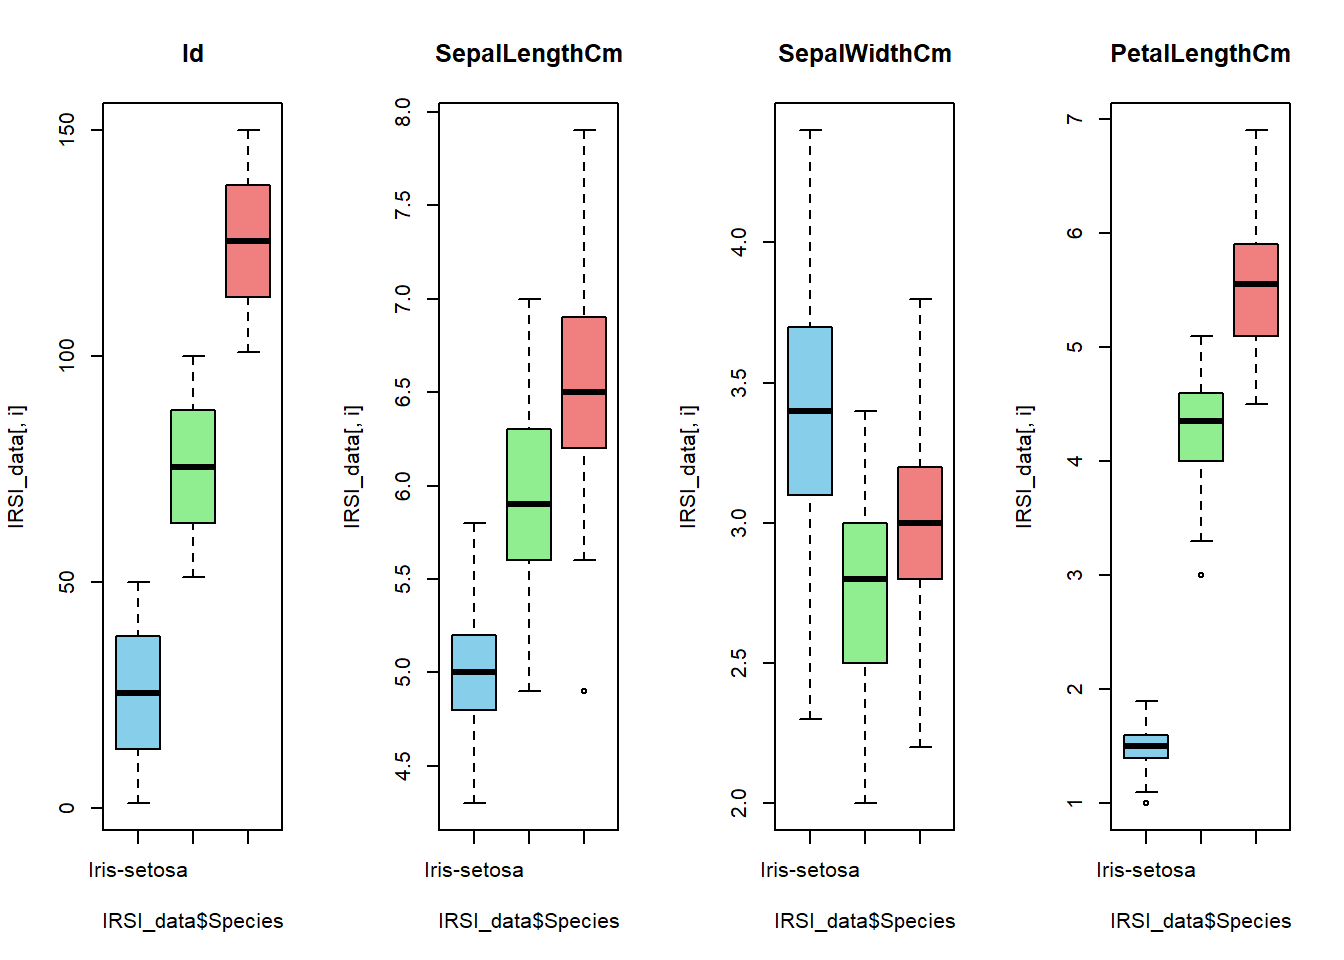 Id
SepalLengthCm
SepalWidthCm
PetalLengthCm
IRSI_data[, i]
0
50
100
150
Iris-setosa
IRSI_data$Species
IRSI_data[, i]
4.5
5.0
5.5
6.0
6.5
7.0
7.5
8.0
Iris-setosa
IRSI_data$Species
IRSI_data[, i]
2.0
2.5
3.0
3.5
4.0
Iris-setosa
IRSI_data$Species
IRSI_data[, i]
1
2
3
4
5
6
7
Iris-setosa
IRSI_data$Species